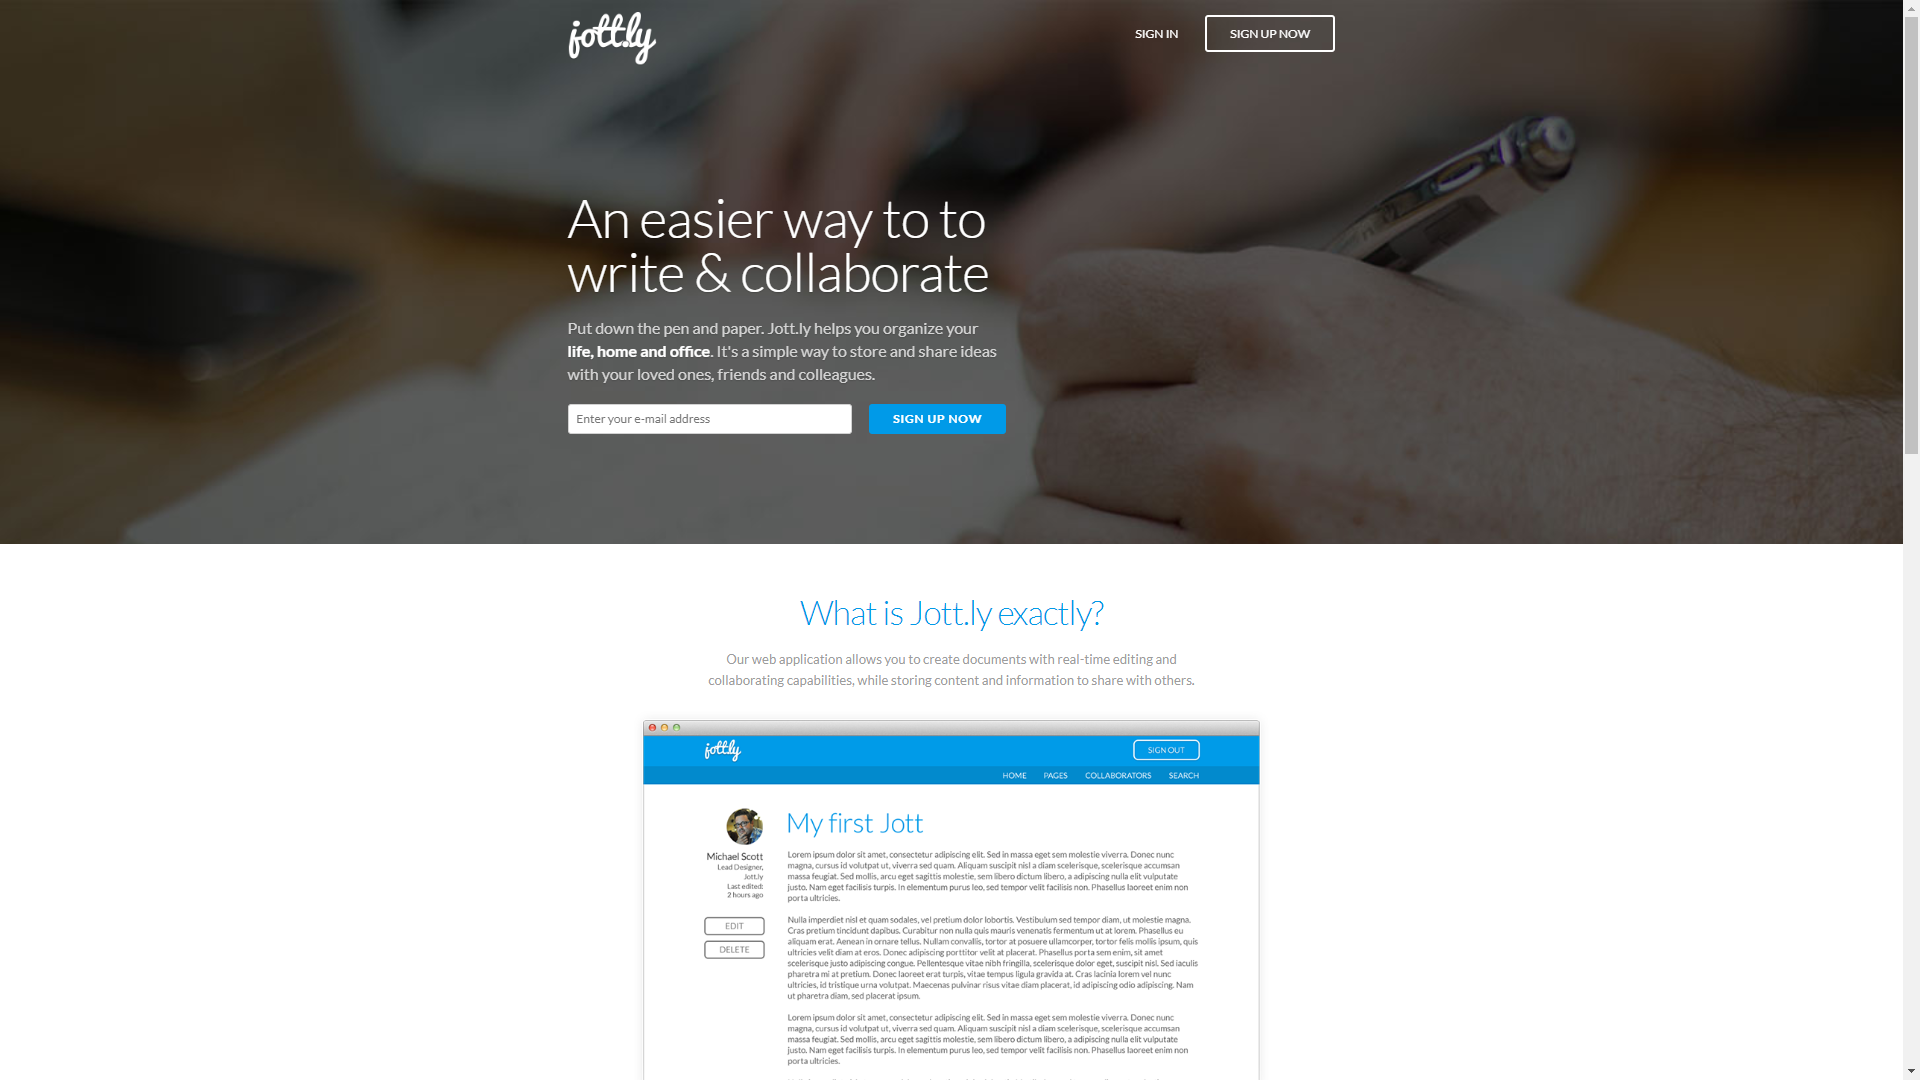 jott.ly
SIGN IN
SIGN UP NOW
An easier way to to
write & collaborate
Put down the pen and paper. Jott.ly helps you organize your
life, home and office. It's a simple way to store and share ideas
with your loved ones, friends and colleagues.
Enter your e-mail address
SIGN UP NOW
What is Jott.ly exactly?
Our web application allows you to create documents with real-time editing and
collaborating capabilities, while storing content and information to share with others.
jott.ly
SIGN OUT
HOME
PAGES
COLLABORATORS
SEARCH
Michael Scott
Lead Designer,
Jott.ly
Last edited:
2 hours ago
EDIT
DELETE
My first Jott
Lorem ipsum dolor sit amet, consectetur adipiscing elit. Sed in massa eget sem molestie viverra. Donec nunc
magna, cursus id volutpat ut, viverra sed quam. Aliquam suscipit nisl a diam scelerisque, scelerisque accumsan
massa feugiat. Sed mollis, arcu eget sagittis molestie, sem libero dictum libero, a adipiscing nulla elit vulputate
justo. Nam eget facilisis turpis. In elementum purus leo, sed tempor velit facilisis non. Phasellus laoreet enim non
porta ultricies.
Nulla imperdiet nisl et quam sodales, vel pretium dolor lobortis. Vestibulum sed tempor diam, ut molestie magna.
Cras pretium tincidunt dapibus. Curabitur non nulla quis mauris venenatis fermentum ut at lorem. Phasellus eu
aliquam erat. Aenean in ornare tellus. Nullam convallis, tortor at posuere ullamcorper, tortor felis mollis ipsum, quis
ultricies velit diam at eros. Donec adipiscing porttitor velit at placerat. Phasellus porta sem enim, sit amet
scelerisque justo adipiscing congue. Pellentesque vitae nibh fringilla, scelerisque dolor eget, suscipit nisl. Sed iaculis
pharetra mi at pretium. Donec laoreet erat turpis, vitae tempus ligula gravida at. Cras lacinia lorem vel nunc
ultricies, id tristique urna volutpat. Maecenas pulvinar risus vitae diam placerat, id adipiscing odio adipiscing. Nam
ut pharetra diam, sed placerat ipsum.
Lorem ipsum dolor sit amet, consectetur adipiscing elit. Sed in massa eget sem molestie viverra. Donec nunc
magna, cursus id volutpat ut, viverra sed quam. Aliquam suscipit nisl a diam scelerisque, scelerisque accumsan
massa feugiat. Sed mollis, arcu eget sagittis molestie, sem libero dictum libero, a adipiscing nulla elit vulputate
justo. Nam eget facilisis turpis. In elementum purus leo, sed tempor velit facilisis non. Phasellus laoreet enim non
porta ultricies.